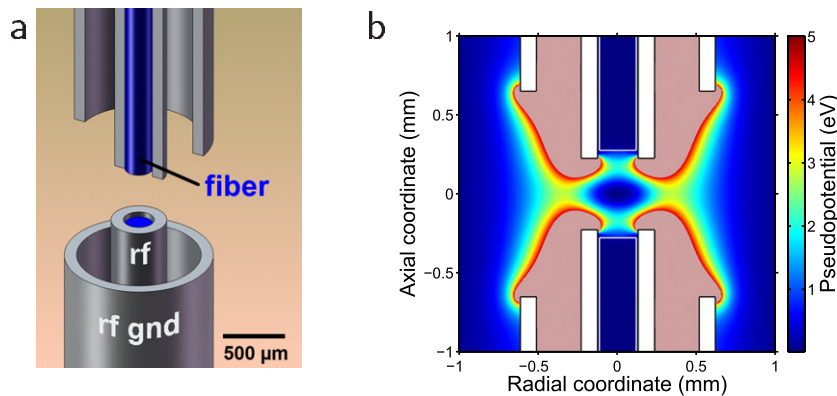 a
fiber
rf
rf gnd
500 µm
b
Axial coordinate (mm)
1
0.5
0
−0.5
−1
−1
−0.5
0
0.5
1
Radial coordinate (mm)
5
4
3
2
1
Pseudopotential (eV)